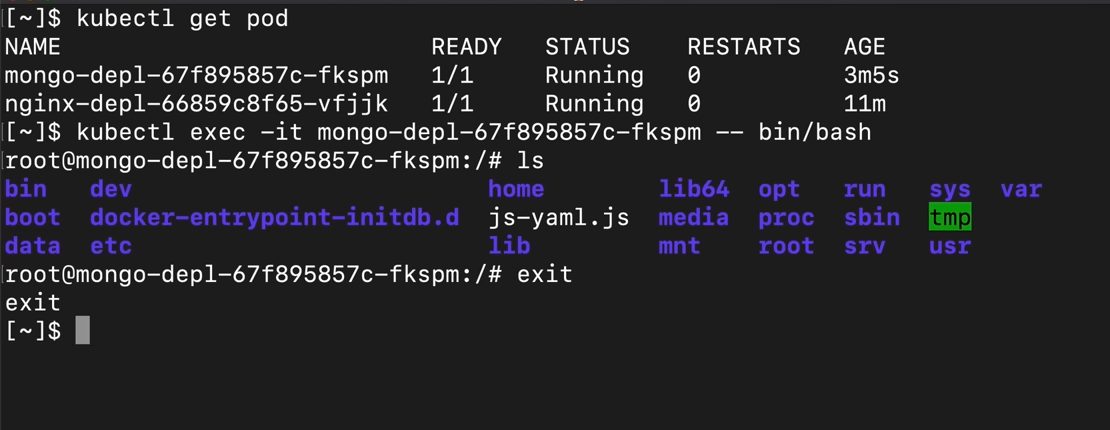 [~]$ kubectl get pod
NAME                          READY   STATUS    RESTARTS   AGE
mongo-depl-67f895857c-fkspm   1/1     Running   0          3m5s
nginx-depl-66859c8f65-vfjjk   1/1     Running   0          11m
[~]$ kubectl exec -it mongo-depl-67f895857c-fkspm -- bin/bash
root@mongo-depl-67f895857c-fkspm:/# ls
bin   dev                         home        lib64  opt   run   sys  var
boot  docker-entrypoint-initdb.d  js-yaml.js  media  proc  sbin  tmp
data  etc                         lib         mnt    root  srv   usr
root@mongo-depl-67f895857c-fkspm:/# exit
exit
[~]$